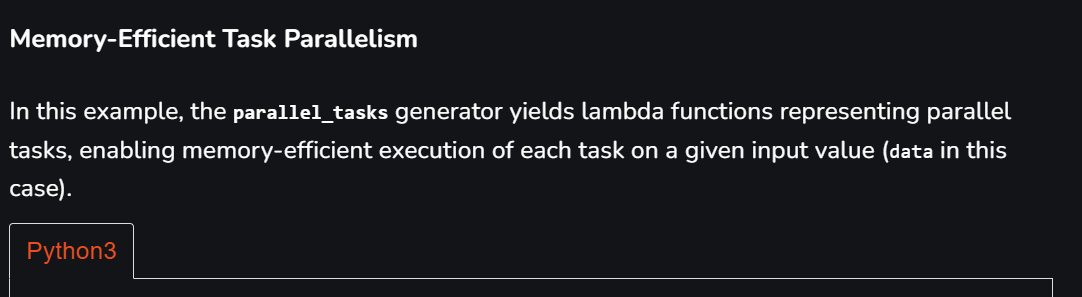 Memory-Efficient Task Parallelism
In this example, the parallel_tasks generator yields lambda functions representing parallel
tasks, enabling memory-efficient execution of each task on a given input value (data in this
case).
Python3